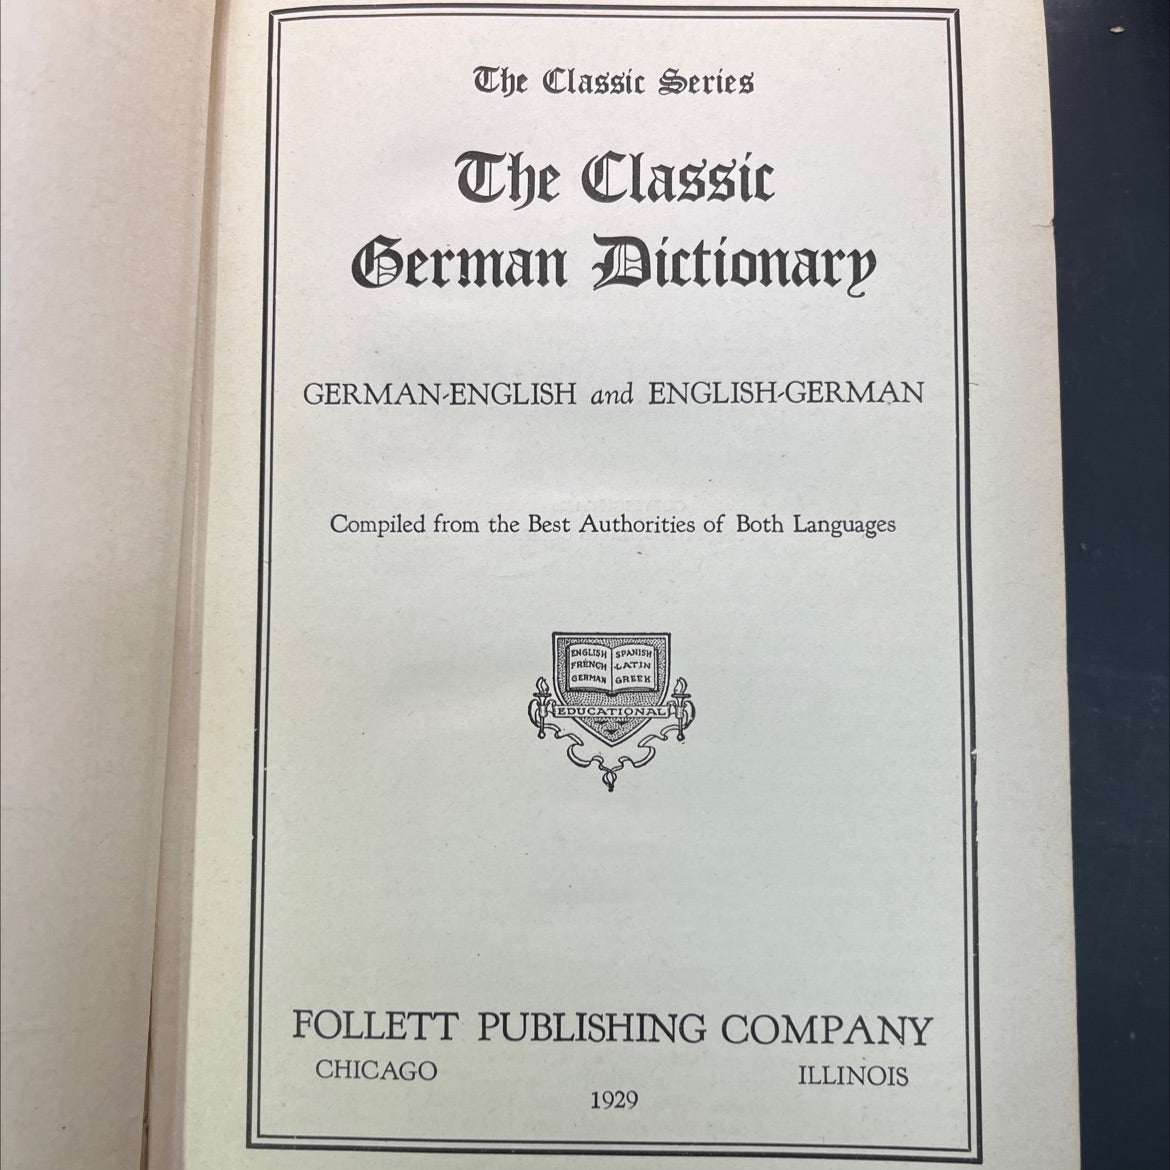 The Classic Series
The Classic
German Dictionary
GERMAN-ENGLISH and ENGLISH-GERMAN
Compiled from the Best Authorities of Both Languages
ENGLISH SPANISH
FRENCH LATIN
GERMAN GREEK
EDUCATIONAL
FOLLETT PUBLISHING COMPANY
CHICAGO ILLINOIS
1929